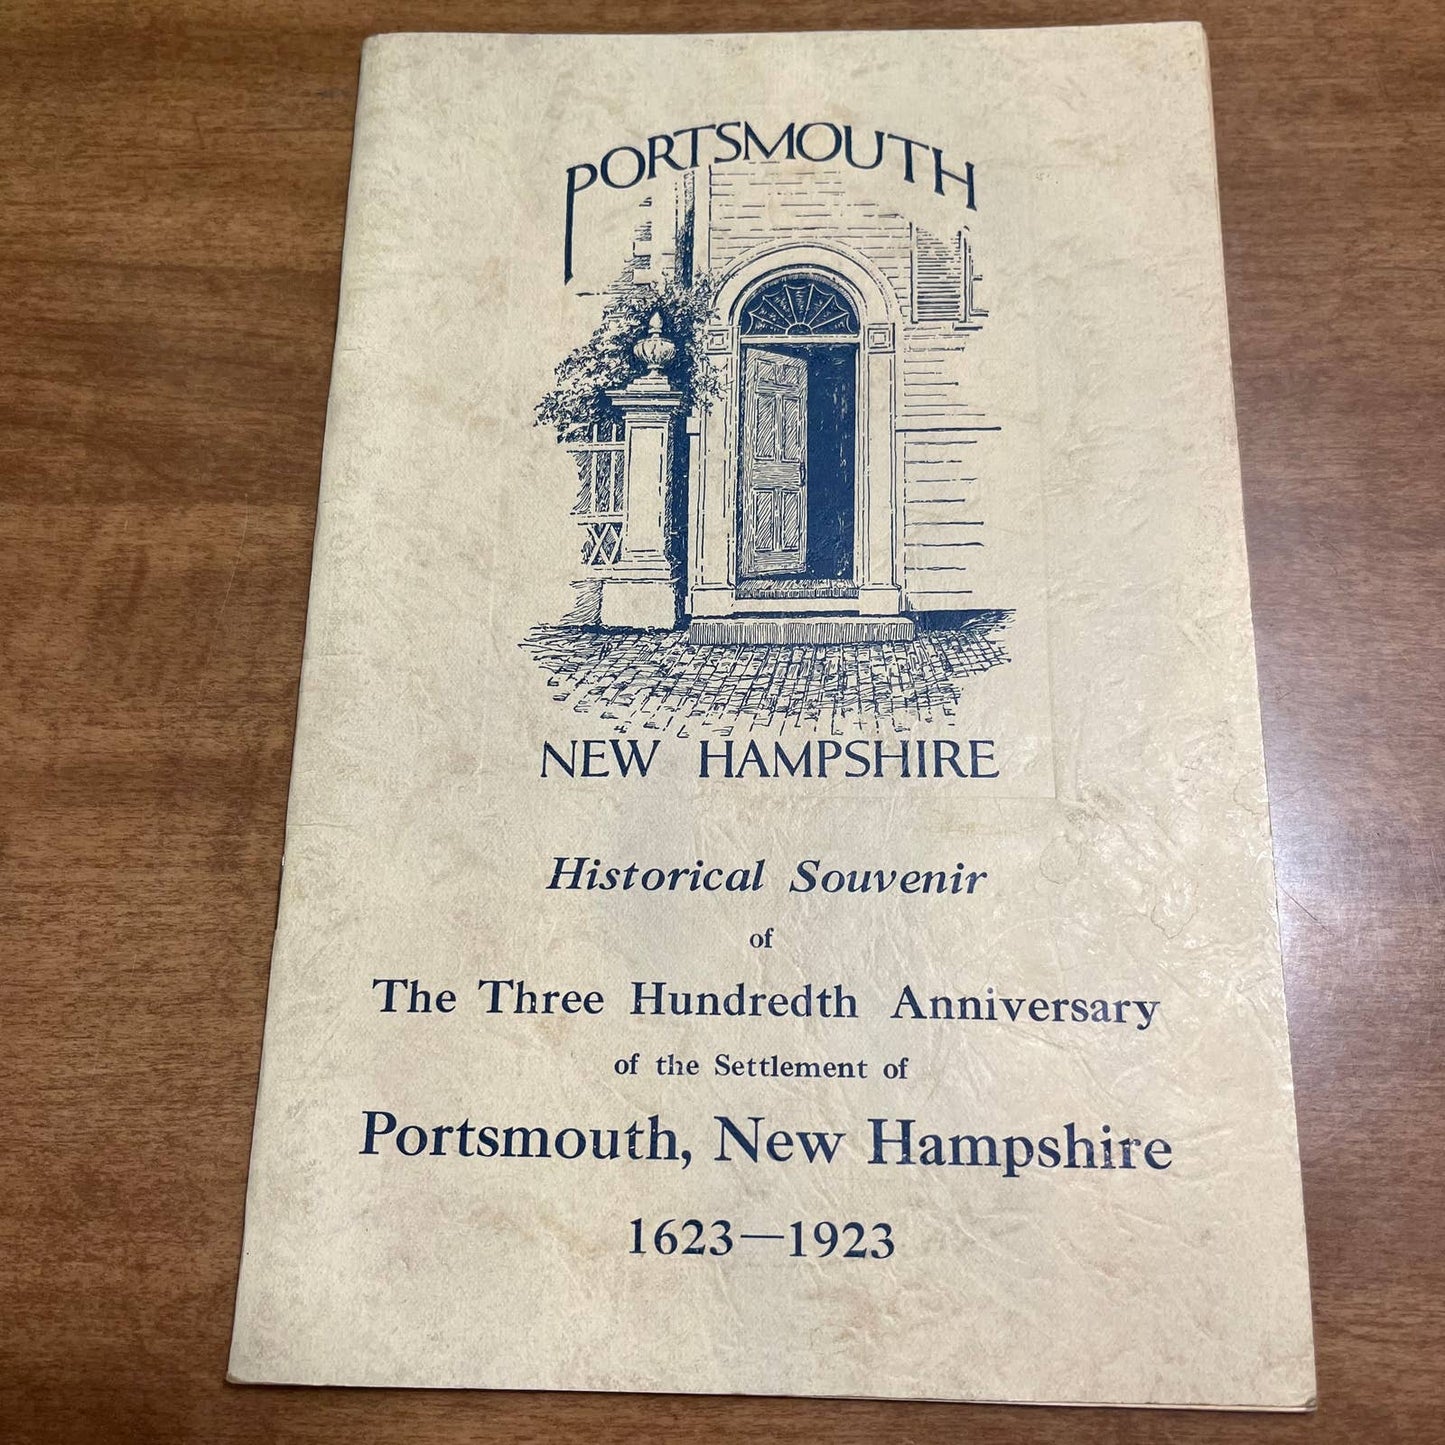 PORTSMOUTH
NEW HAMPSHIRE
Historical Souvenir
of
The Three Hundredth Anniversary
of the Settlement of
Portsmouth, New Hampshire
1623—1923